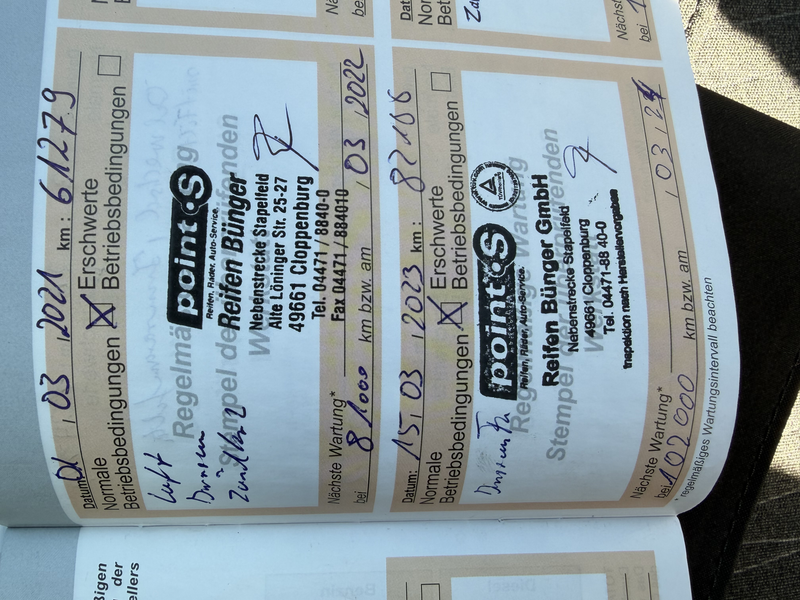 Datum: 01, 03, 2021 km: 61279
Normale
Betriebsbedingungen
Erschwerte
Betriebsbedingungen
Luft
point S
Reifen, Räder, Auto-Service.
Reifen Bünger
Nebenstrecke Stapelfeld
Alte Löninger Str. 25-27
49661 Cloppenburg
Tel. 04471 / 8840-0
Fax 04471 / 884010
Nächste Wartung*
bei 81000 km bzw. am , 03, 2022
Datum: 15, 03, 2023 km: 82166
Normale
Betriebsbedingungen
Erschwerte
Betriebsbedingungen
point S
Reifen, Räder, Auto-Service.
Reifen Bünger GmbH
Nebenstrecke Stapelfeld
49661 Cloppenburg
Tel. 04471-88 40-0
Inspektion nach Herstellervorgaben
Nächste Wartung*
bei 102000 km bzw. am , 03, 24
* regelmäßiges Wartungsintervall beachten